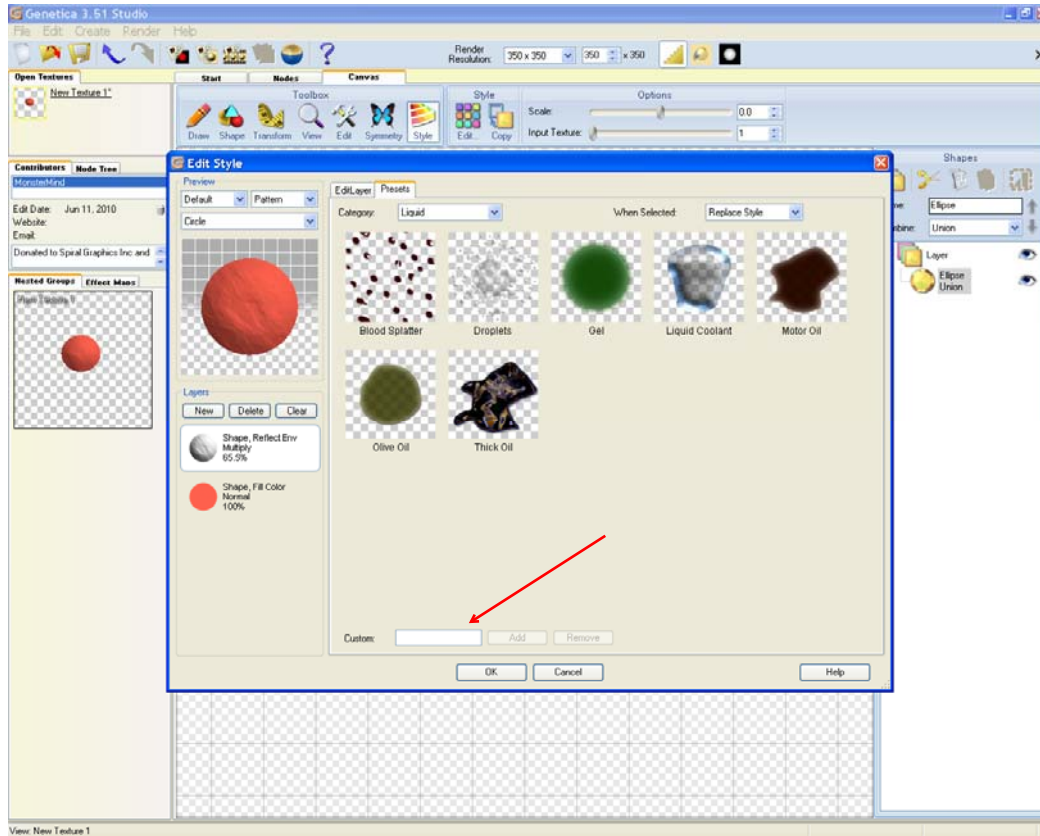 Genetica 3.51 Studio
File Edit Create Render Help
Render Resolution: 350 x 350 350 x 350
Open Textures
New Texture 1*
Start Nodes Canvas
Toolbox
Draw Shape Transform View Edit Symmetry Style
Style
Edit... Copy
Options
Scale: 0.0
Input Texture: 1
Contributors Node Tree
MonsterMind
Edit Date: Jun 11, 2010
Website:
Email:
Donated to Spiral Graphics Inc and
Nested Groups Effect Maps
New Texture 1
Edit Style
Preview
Default Pattern
Circle
Layers
New Delete Clear
Shape, Reflect Env
Multiply
65.9%
Shape, Fill Color
Normal
100%
EditLayer Presets
Category: Liquid When Selected: Replace Style
Blood Splatter Droplets Gel Liquid Coolant Motor Oil
Olive Oil Thick Oil
Custom: Add Remove
OK Cancel Help
Shapes
Ellipse
Union
Layer
Ellipse
Union
View: New Texture 1